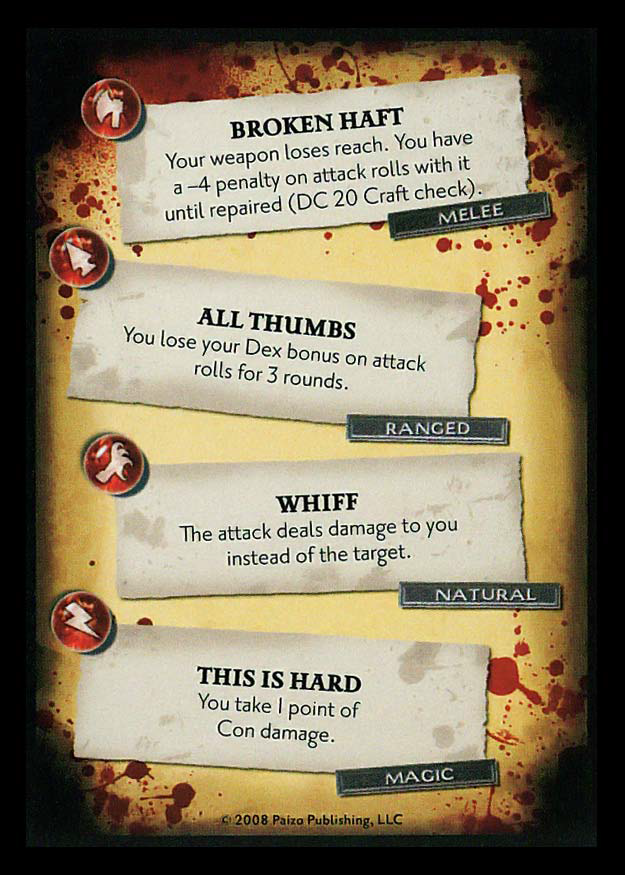 BROKEN HAFT
Your weapon loses reach. You have
a –4 penalty on attack rolls with it
until repaired (DC 20 Craft check).
MELEE
ALL THUMBS
You lose your Dex bonus on attack
rolls for 3 rounds.
RANGED
WHIFF
The attack deals damage to you
instead of the target.
NATURAL
THIS IS HARD
You take 1 point of
Con damage.
MAGIC
© 2008 Paizo Publishing, LLC